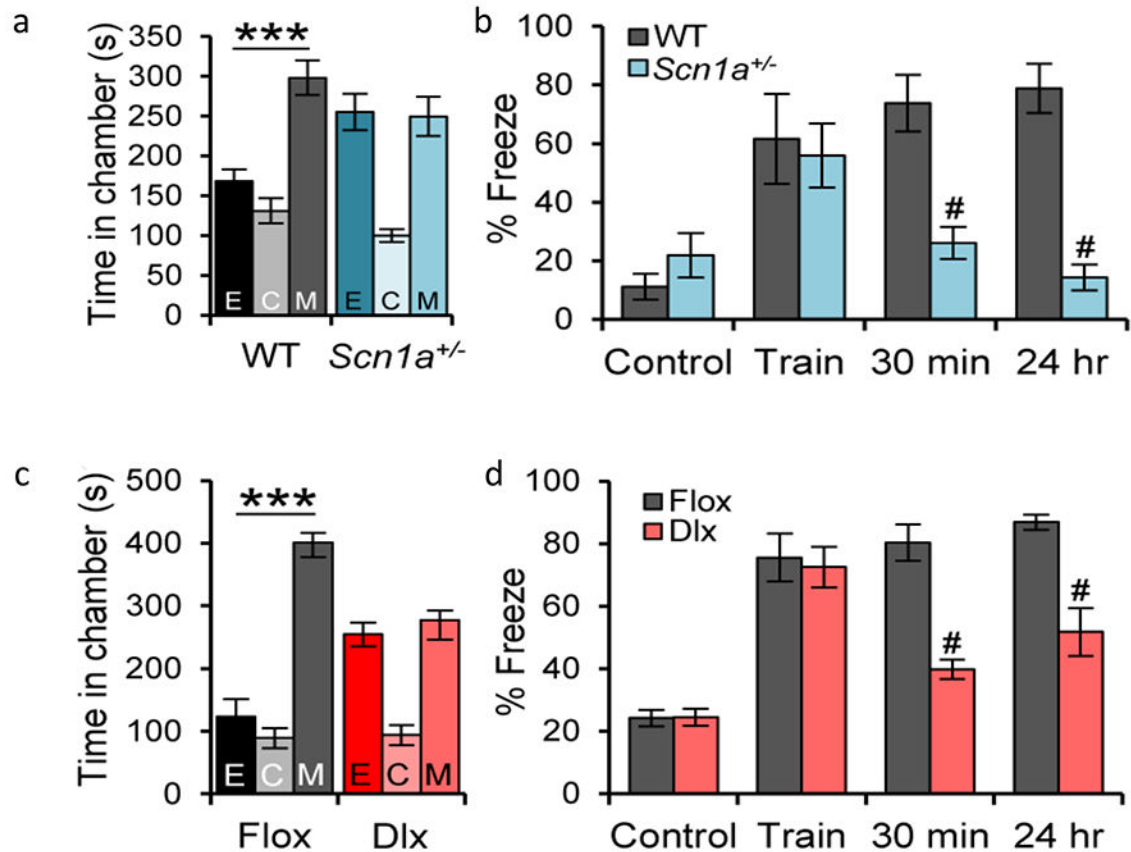 a
Time in chamber (s)
350
300
250
200
150
100
50
0
***
E C M E C M
WT Scn1a+/-
b
% Freeze
100
80
60
40
20
0
WT
Scn1a+/-
#
#
Control Train 30 min 24 hr
c
Time in chamber (s)
500
400
300
200
100
0
***
E C M E C M
Flox Dlx
d
% Freeze
100
80
60
40
20
0
Flox
Dlx
#
#
Control Train 30 min 24 hr